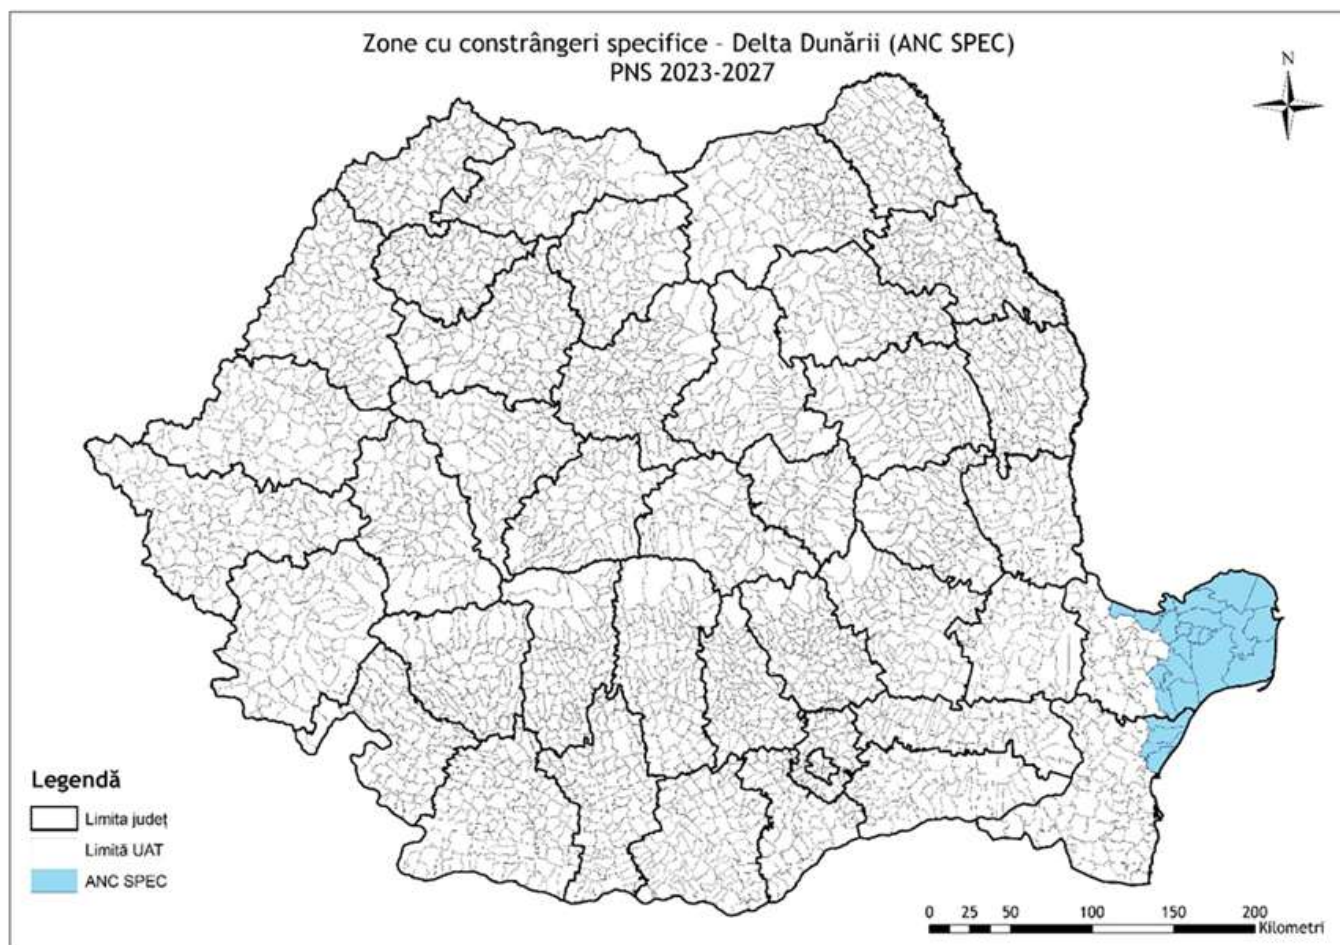 Zone cu constrângeri specifice - Delta Dunării (ANC SPEC)
PNS 2023-2027
N
Legendă
Limita județ
Limită UAT
ANC SPEC
0 25 50 100 150 200
Kilometri